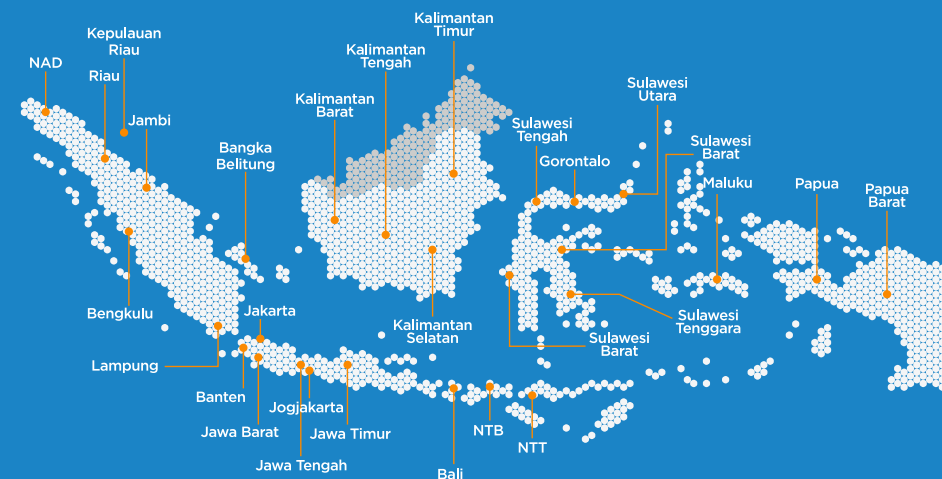 Kalimantan
Timur
Kepulauan
Riau
Kalimantan
Tengah
NAD
Riau
Kalimantan
Barat
Sulawesi
Utara
Jambi
Sulawesi
Tengah
Bangka
Belitung
Sulawesi
Barat
Gorontalo
Maluku
Papua
Papua
Barat
Bengkulu
Jakarta
Kalimantan
Selatan
Sulawesi
Tenggara
Sulawesi
Barat
Lampung
Banten
Jogjakarta
Jawa Barat
Jawa Timur
NTB
NTT
Jawa Tengah
Bali